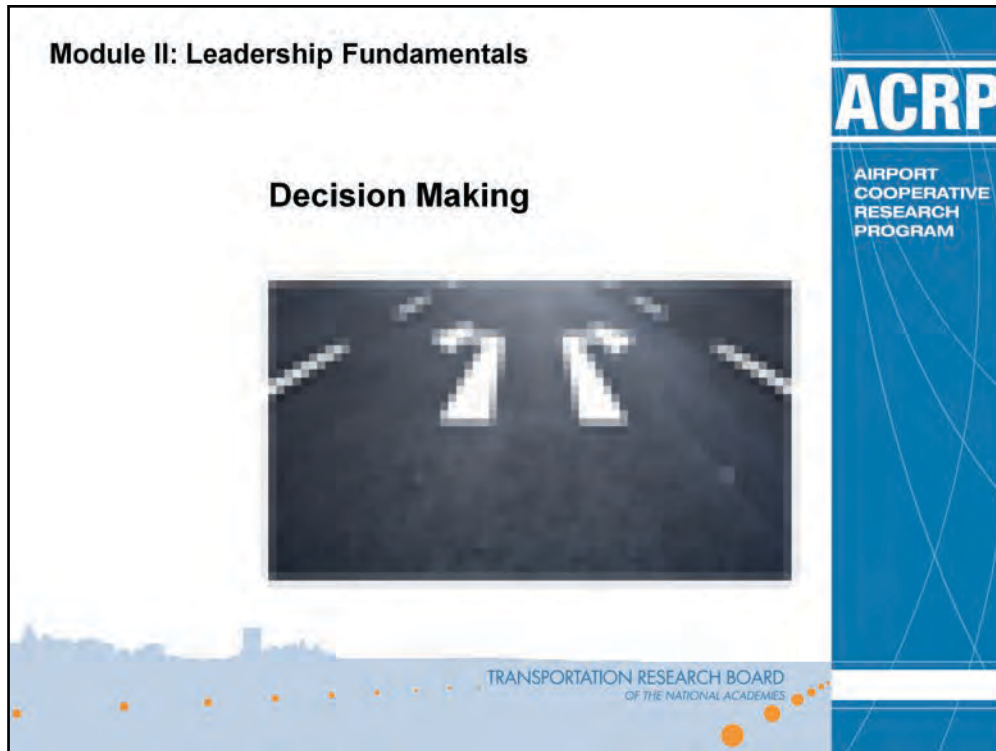 Module II: Leadership Fundamentals
ACRP
AIRPORT
COOPERATIVE
RESEARCH
PROGRAM
Decision Making
TRANSPORTATION RESEARCH BOARD
OF THE NATIONAL ACADEMIES